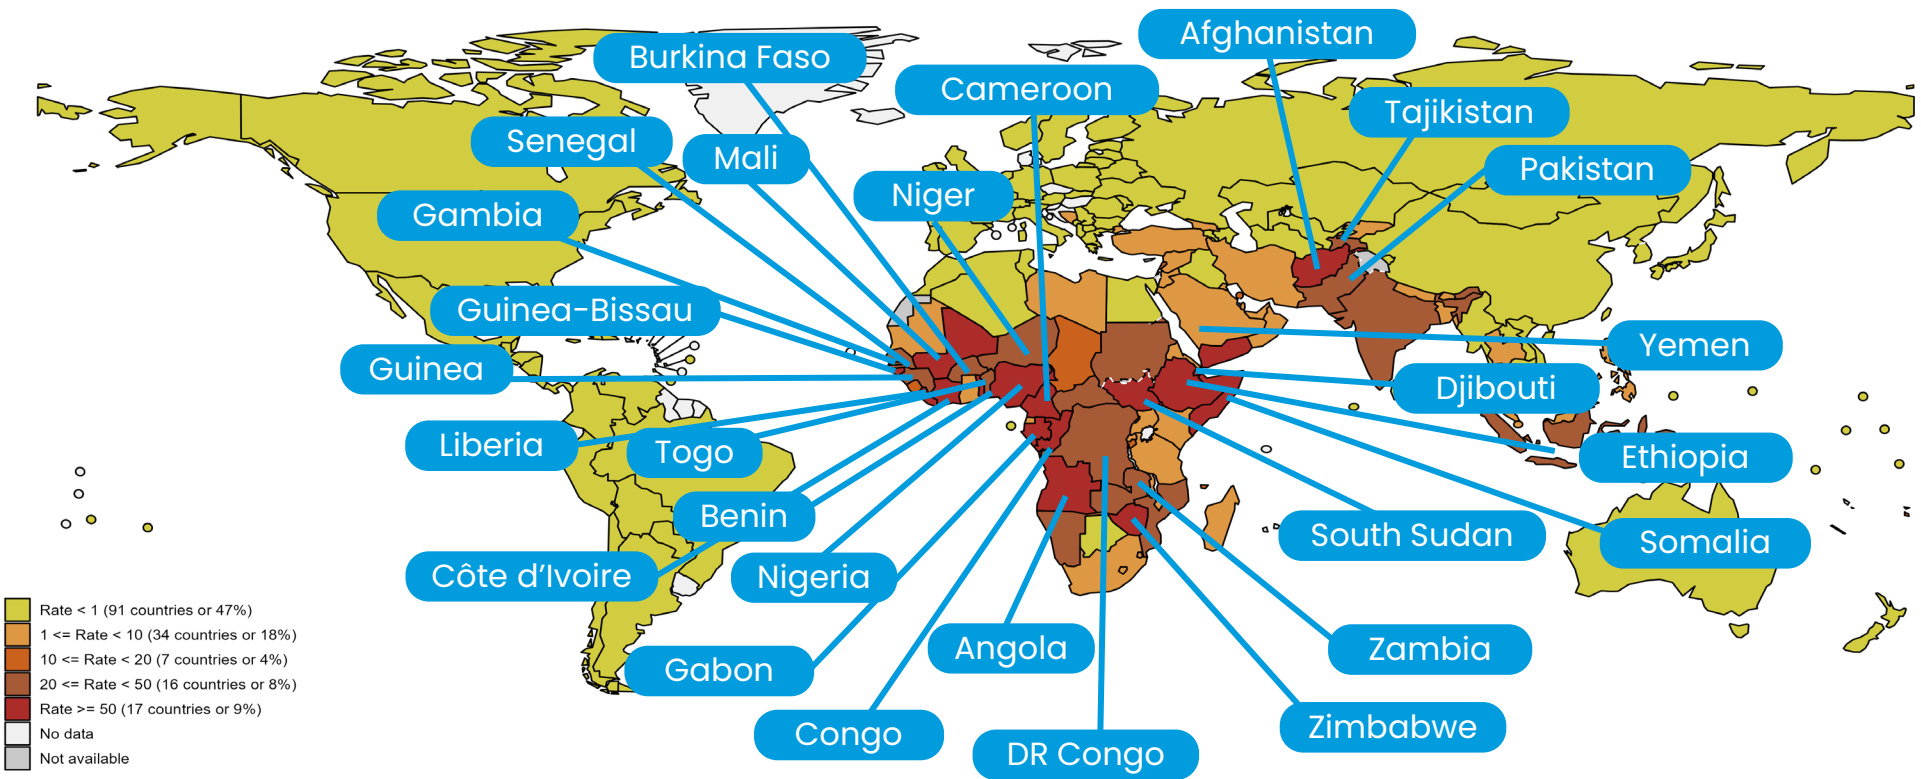 Afghanistan
Burkina Faso
Cameroon
Tajikistan
Senegal
Mali
Pakistan
Niger
Gambia
Guinea-Bissau
Yemen
Guinea
Djibouti
Liberia
Togo
Ethiopia
Benin
South Sudan
Somalia
Côte d’Ivoire
Nigeria
Angola
Zambia
Gabon
Congo
Zimbabwe
DR Congo
Rate < 1 (91 countries or 47%)
1 <= Rate < 10 (34 countries or 18%)
10 <= Rate < 20 (7 countries or 4%)
20 <= Rate < 50 (16 countries or 8%)
Rate >= 50 (17 countries or 9%)
No data
Not available